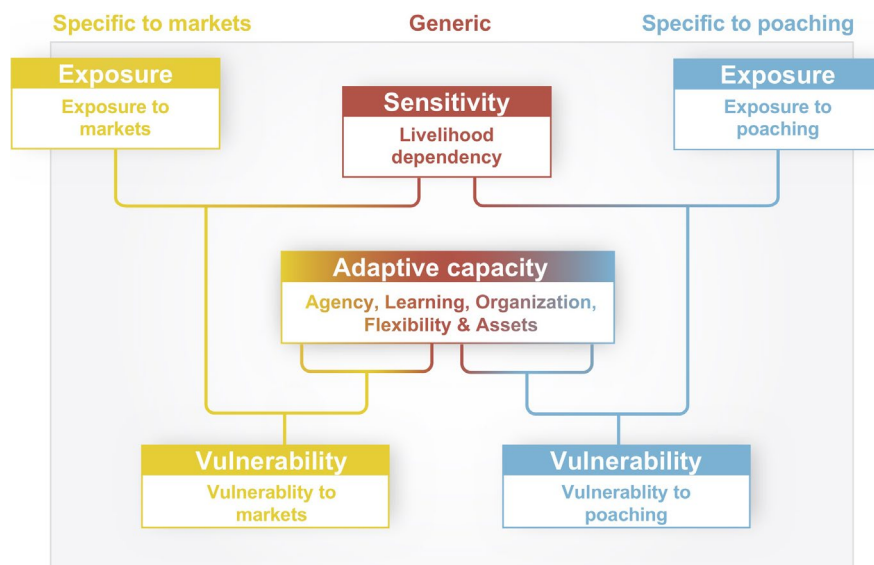 Specific to markets
Generic
Specific to poaching
Exposure
Exposure to
markets
Sensitivity
Livelihood
dependency
Exposure
Exposure to
poaching
Adaptive capacity
Agency, Learning, Organization,
Flexibility & Assets
Vulnerability
Vulnerablity to
markets
Vulnerability
Vulnerablity to
poaching